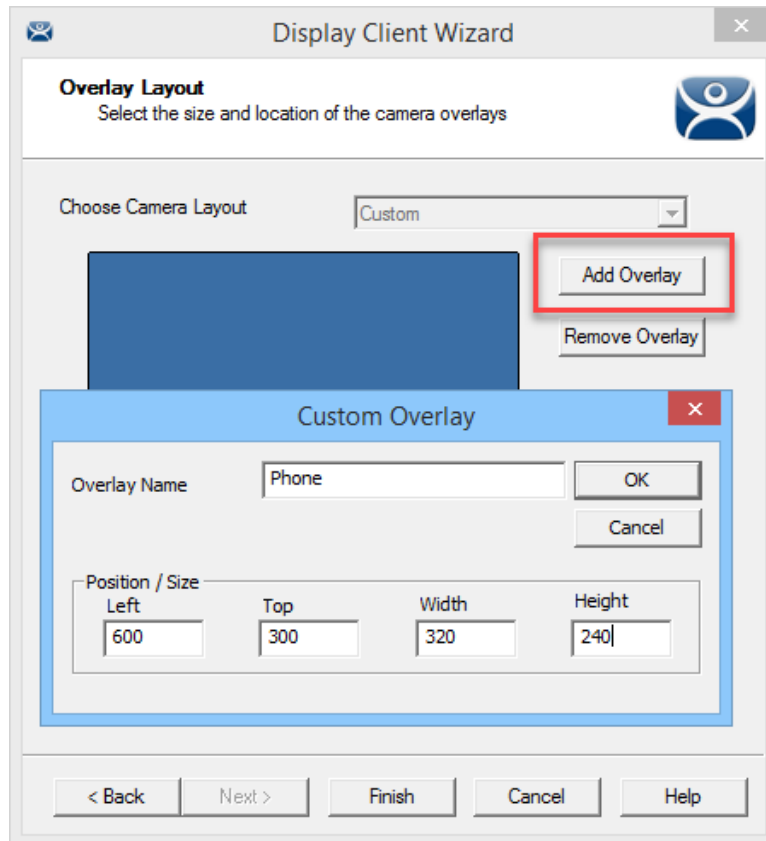 Display Client Wizard
Overlay Layout
Select the size and location of the camera overlays
Choose Camera Layout
Custom
Add Overlay
Remove Overlay
Custom Overlay
Overlay Name
Phone
OK
Cancel
Position / Size
Left Top Width Height
600 300 320 240
< Back Next > Finish Cancel Help